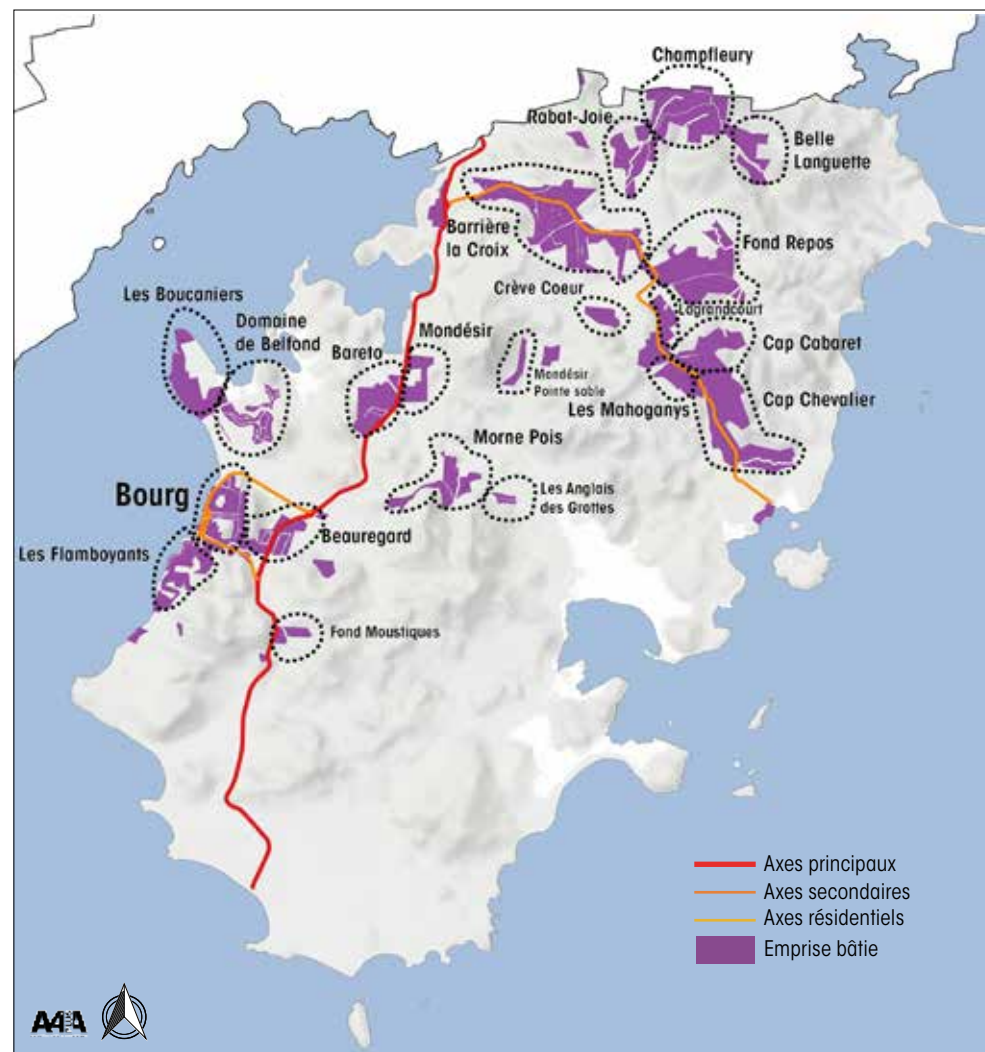 Champfleury
Rabat-Joie
Belle
Languette
Barrière
la Croix
Fond Repos
Crève Coeur
Lagrandcourt
Les Boucaniers
Domaine
de Belfond
Bareto
Mondésir
Cap Cabaret
Mondésir
Pointe sable
Les Mahoganys
Cap Chevalier
Morne Pois
Bourg
Les Anglais
des Grottes
Beauregard
Les Flamboyants
Fond Moustiques
Axes principaux
Axes secondaires
Axes résidentiels
Emprise bâtie